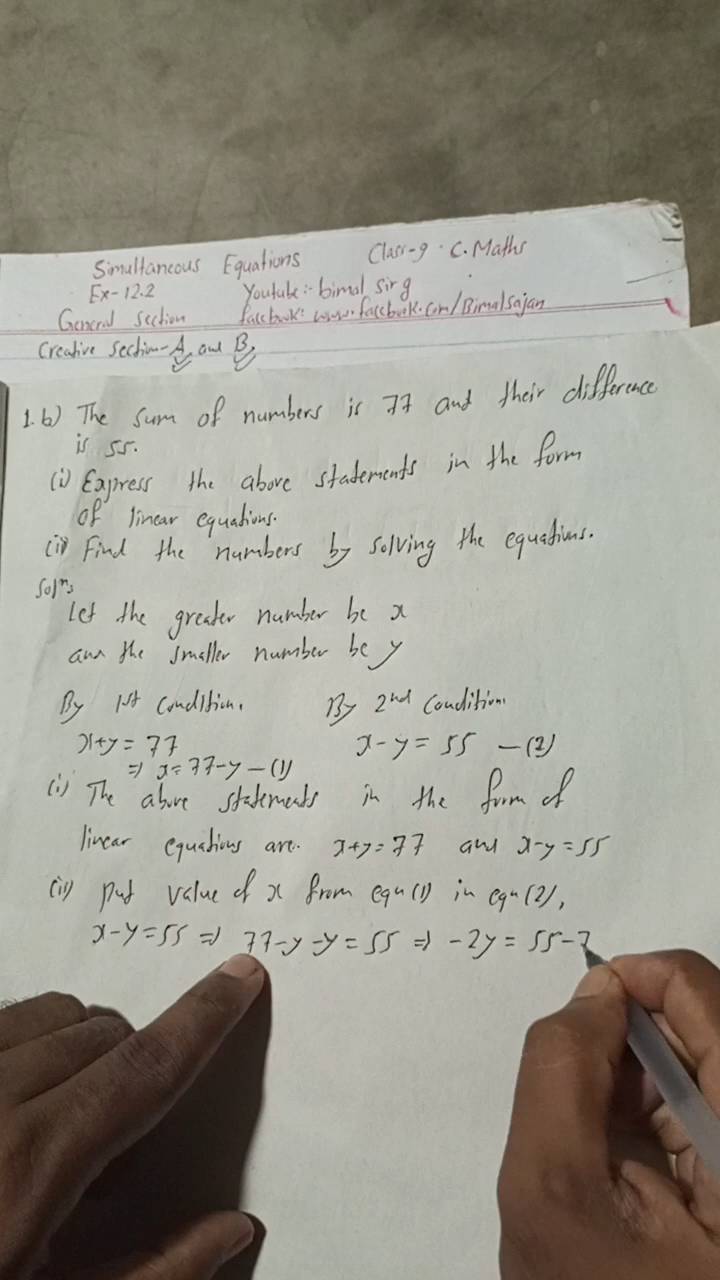 Simultaneous Equations Class-9 C. Maths
Ex-12.2 Youtube:- bimal sir g
General section facebook: www.facebook.com/BimalSajan
Creative section-A and B.
1.b) The sum of numbers is 77 and their difference
is 55.
(i) Express the above statements in the form
of linear equations.
(ii) Find the numbers by solving the equations.
Solⁿ:
Let the greater number be x
and the smaller number be y
By 1st Condition. By 2nd Condition.
x+y = 77 x-y = 55 —(2)
⇒ x=77-y —(1)
(i) The above statements in the form of
linear equations are. x+y=77 and x-y=55
(ii) put value of x from eqn(1) in eqn(2),
x-y=55 ⇒ 77-y-y=55 ⇒ -2y = 55-7